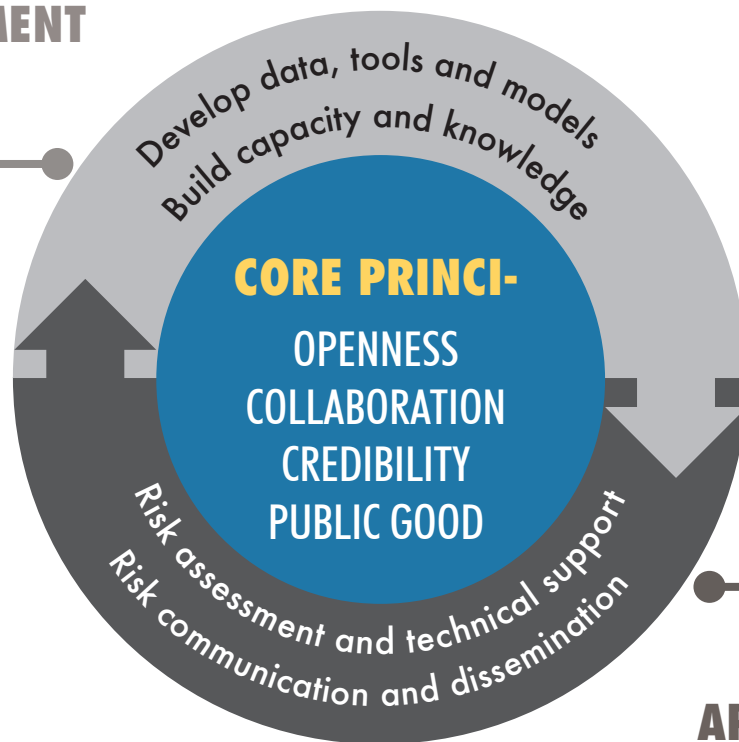 MENT
Develop data, tools and models
Build capacity and knowledge
CORE PRINCI-
OPENNESS
COLLABORATION
CREDIBILITY
PUBLIC GOOD
Risk assessment and technical support
Risk communication and dissemination